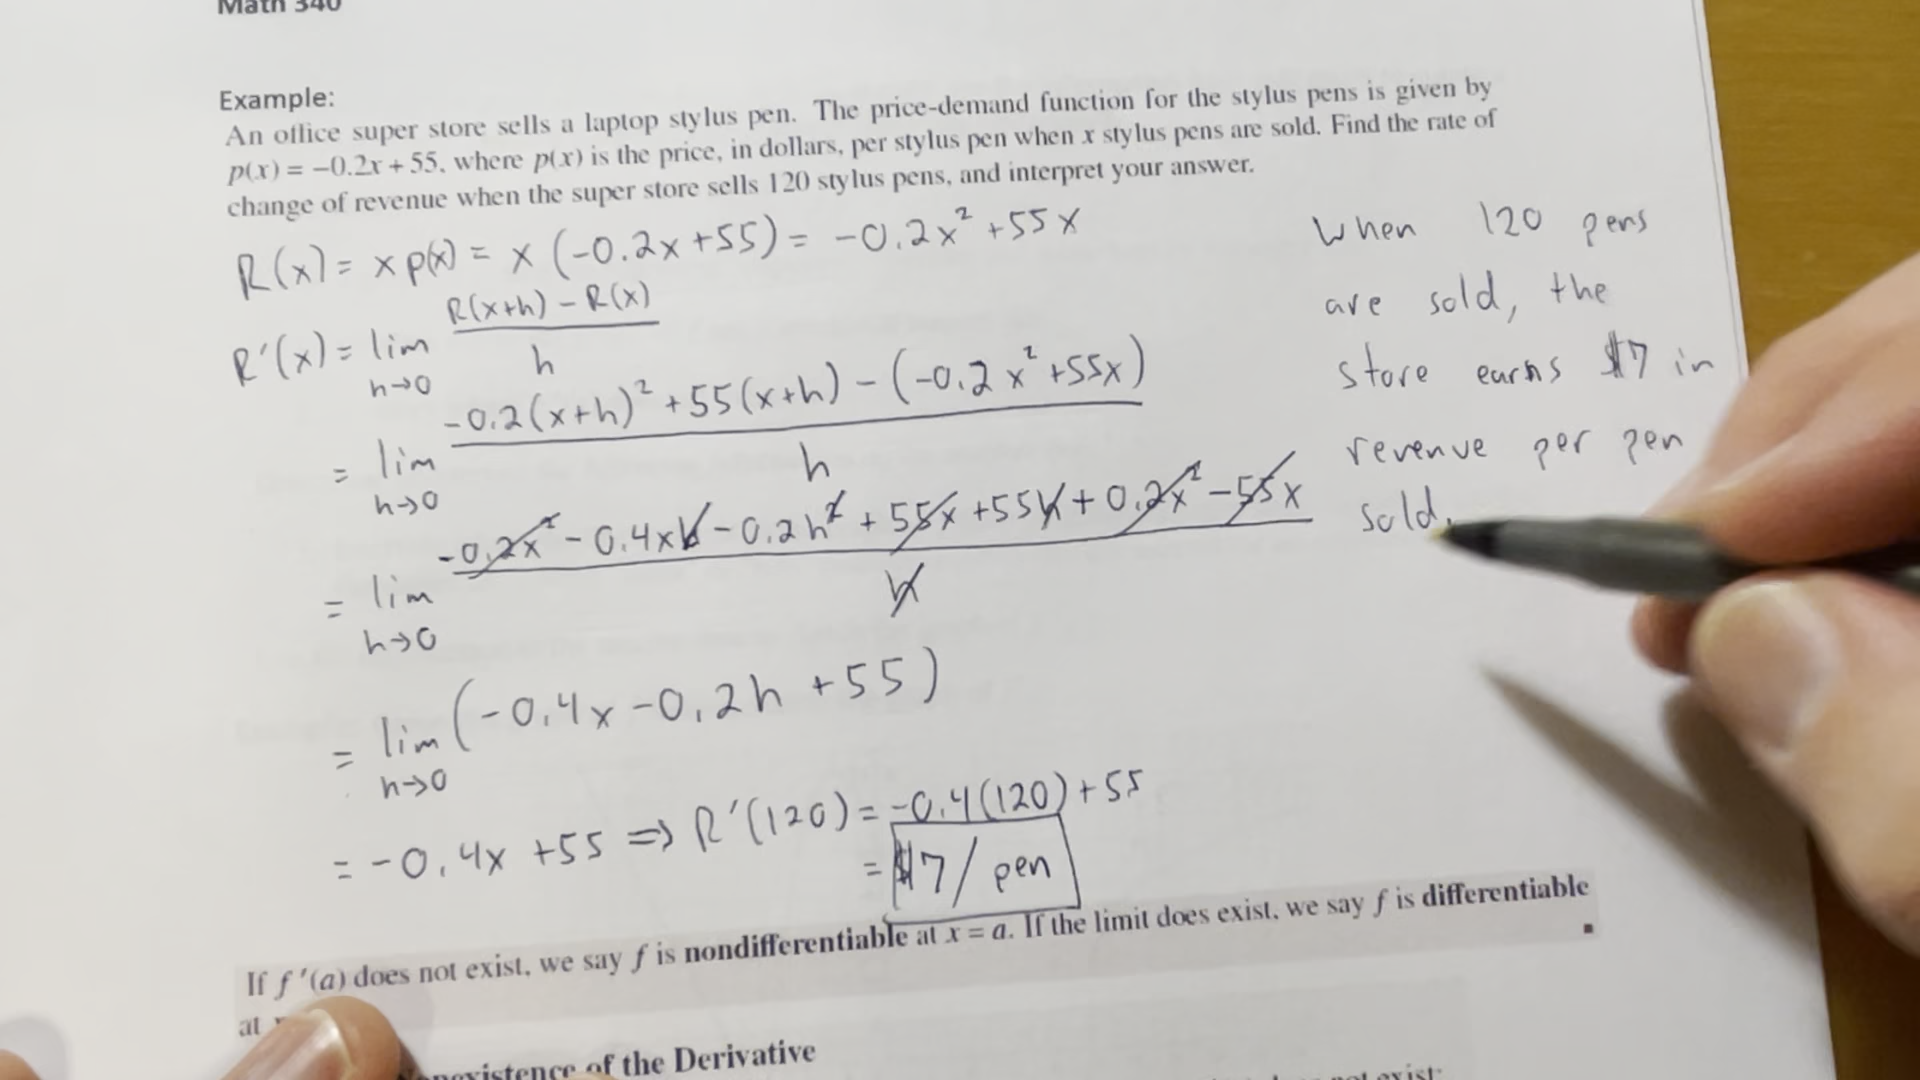 Math 340
Example:
An office super store sells a laptop stylus pen. The price-demand function for the stylus pens is given by
p(x) = −0.2x + 55, where p(x) is the price, in dollars, per stylus pen when x stylus pens are sold. Find the rate of
change of revenue when the super store sells 120 stylus pens, and interpret your answer.
R(x) = x p(x) = x (-0.2x +55) = -0.2x² +55x
R'(x) = lim h→0 R(x+h) - R(x) / h
= lim h→0 -0.2(x+h)² +55(x+h) - (-0.2x² +55x) / h
= lim h→0 -0.2x² - 0.4xh - 0.2h² + 55x +55h + 0.2x² - 55x / h
= lim h→0 (-0.4x -0.2h +55)
= -0.4x +55 ⇒ R'(120) = -0.4(120) +55
= $7/pen
When 120 pens
are sold, the
store earns $7 in
revenue per pen
sold.
If f '(a) does not exist, we say f is nondifferentiable at x = a. If the limit does exist, we say f is differentiable
at
of the Derivative
exist: